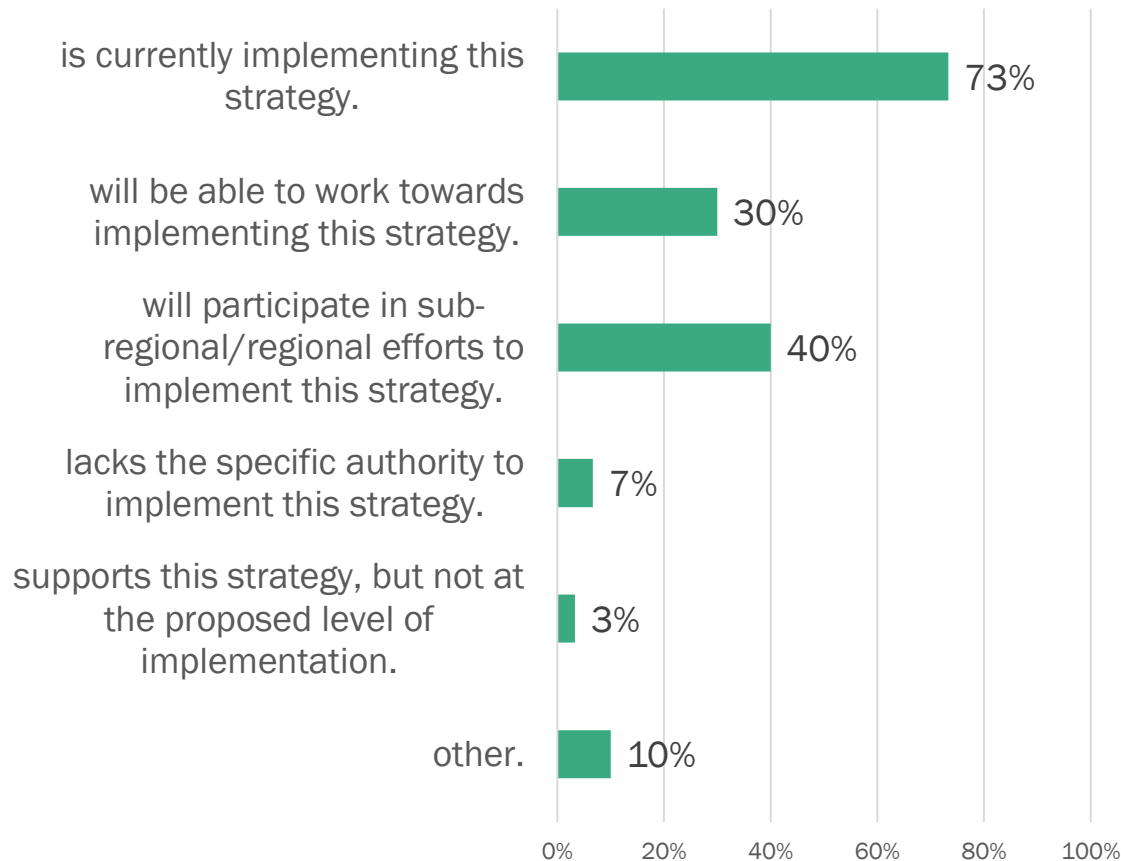 is currently implementing this
strategy.
73%
will be able to work towards
implementing this strategy.
30%
will participate in sub-
regional/regional efforts to
implement this strategy.
40%
lacks the specific authority to
implement this strategy.
7%
supports this strategy, but not at
the proposed level of
implementation.
3%
other.
10%
0% 20% 40% 60% 80% 100%